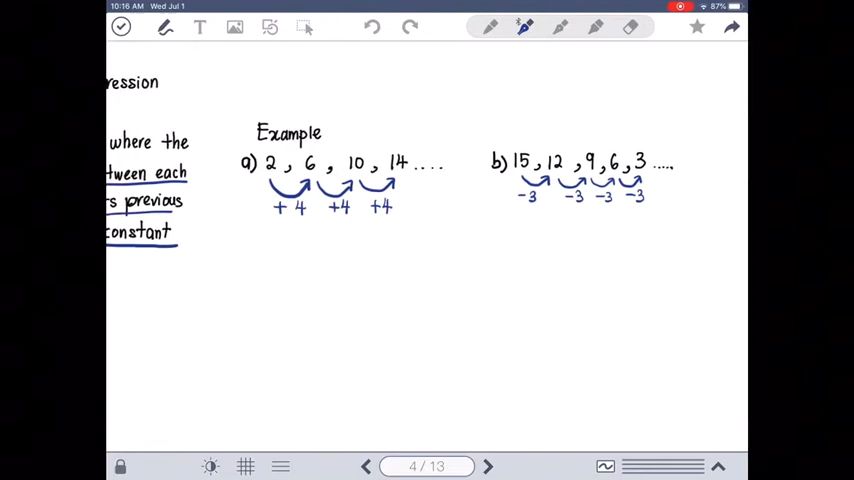 10:16 AM Wed Jul 1 87%
T
ression
where the
tween each
s previous
constant
Example
a) 2 , 6 , 10 , 14 ....
+ 4 +4 +4
b) 15 , 12 , 9 , 6 , 3 .....
-3 -3 -3 -3
4 / 13